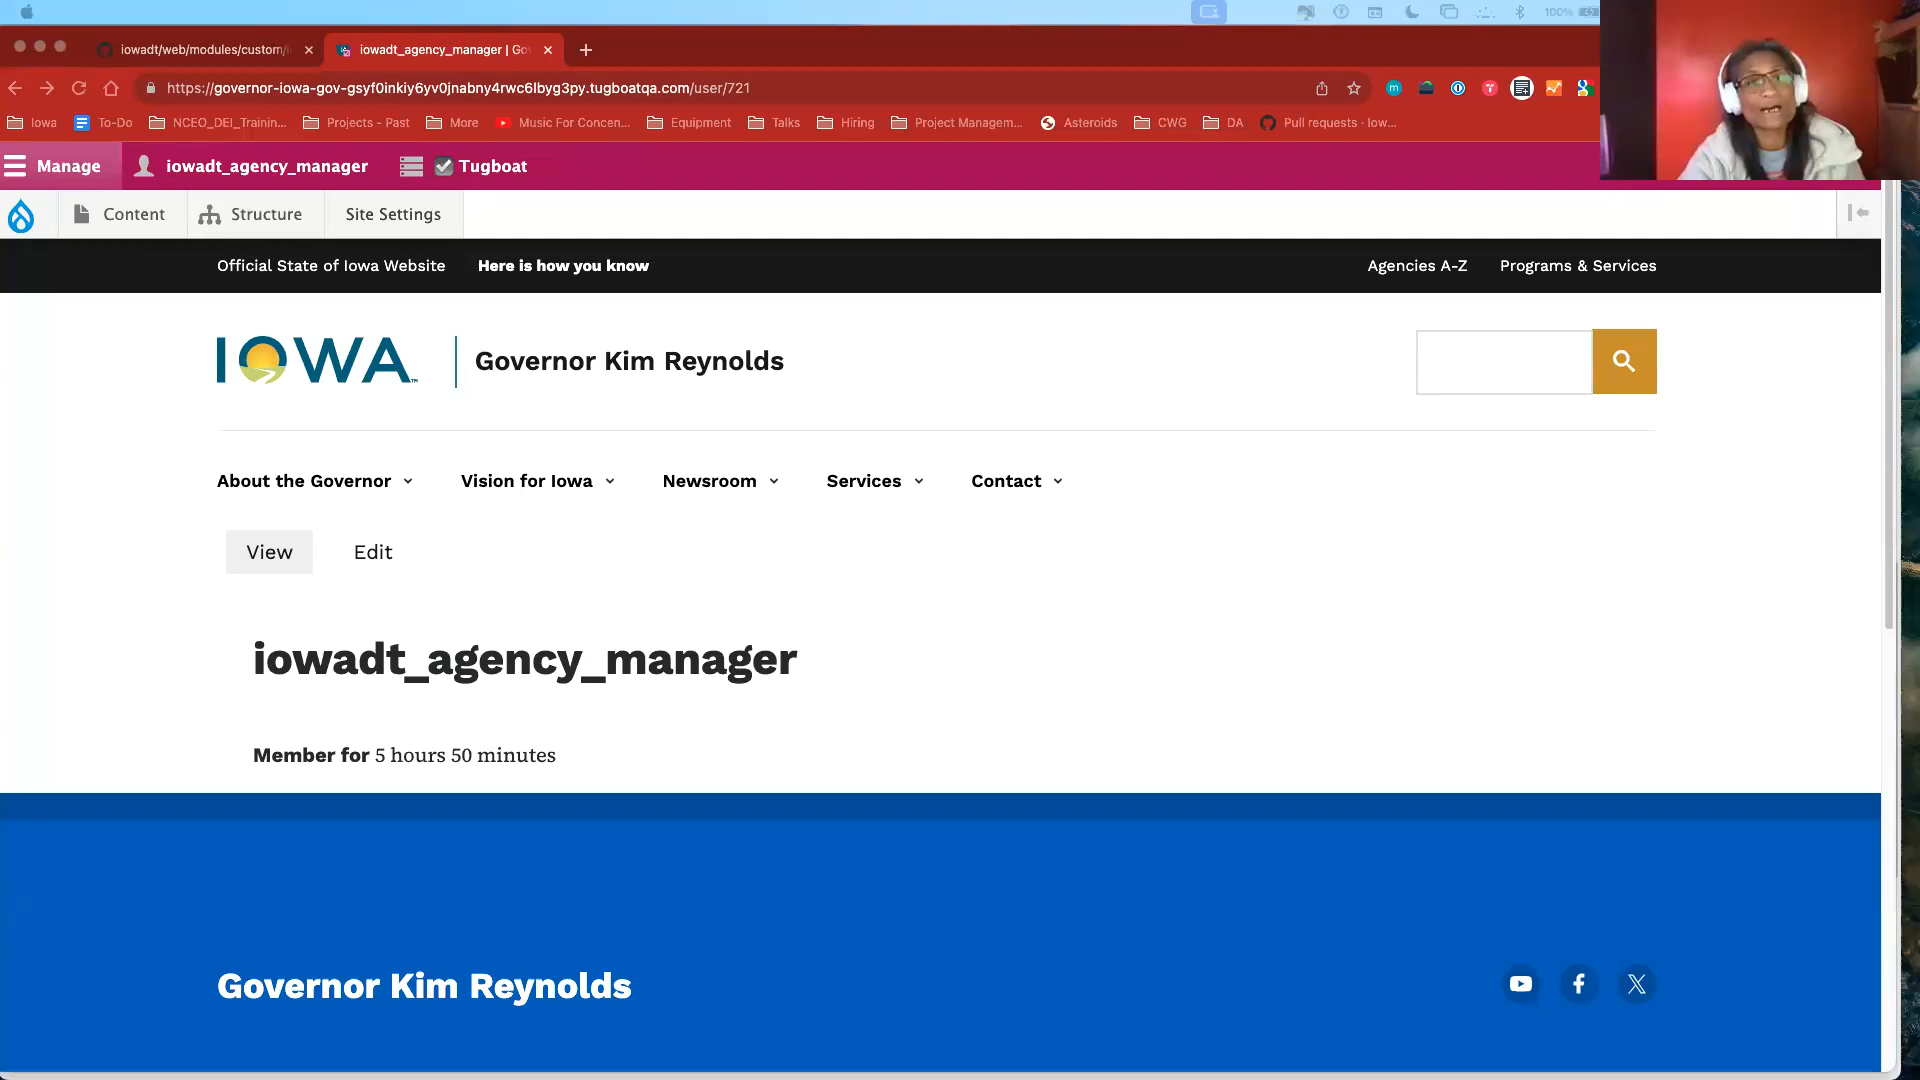 100%
iowadt/web/modules/custom/i
iowadt_agency_manager | Go
https://governor-iowa-gov-gsyf0inkiy6yv0jnabny4rwc6lbyg3py.tugboatqa.com/user/721
Iowa To-Do NCEO_DEI_Trainin... Projects - Past More Music For Concen... Equipment Talks Hiring Project Managem... Asteroids CWG DA Pull requests · Iow...
Manage iowadt_agency_manager Tugboat
Content Structure Site Settings
Official State of Iowa Website Here is how you know Agencies A-Z Programs & Services
IOWA™ Governor Kim Reynolds
About the Governor Vision for Iowa Newsroom Services Contact
View Edit
iowadt_agency_manager
Member for 5 hours 50 minutes
Governor Kim Reynolds